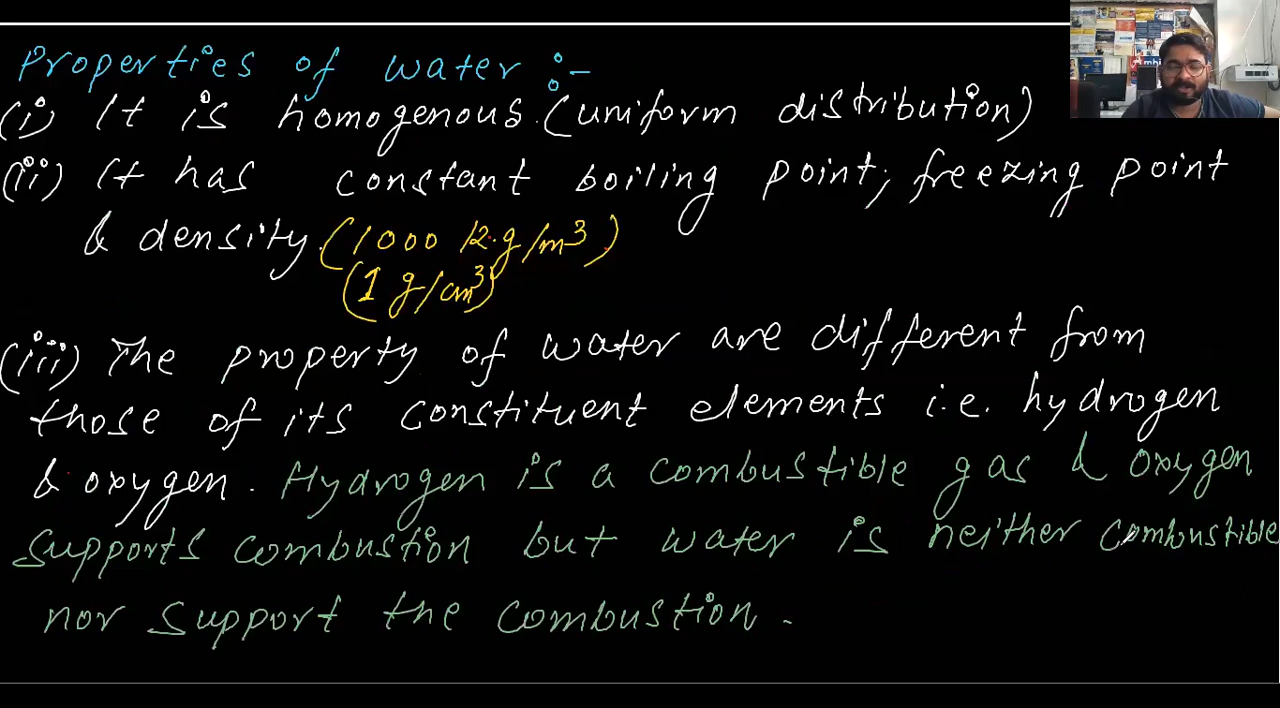 Properties of water :-
(i) It is homogenous. (uniform distribution)
(ii) It has constant boiling point, freezing point
& density. (1000 k.g/m³)
(1 g/cm³)
(iii) The property of water are different from
those of its constituent elements i.e. hydrogen
& oxygen. Hydrogen is a combustible gas & oxygen
supports combustion but water is neither combustible
nor support the combustion.